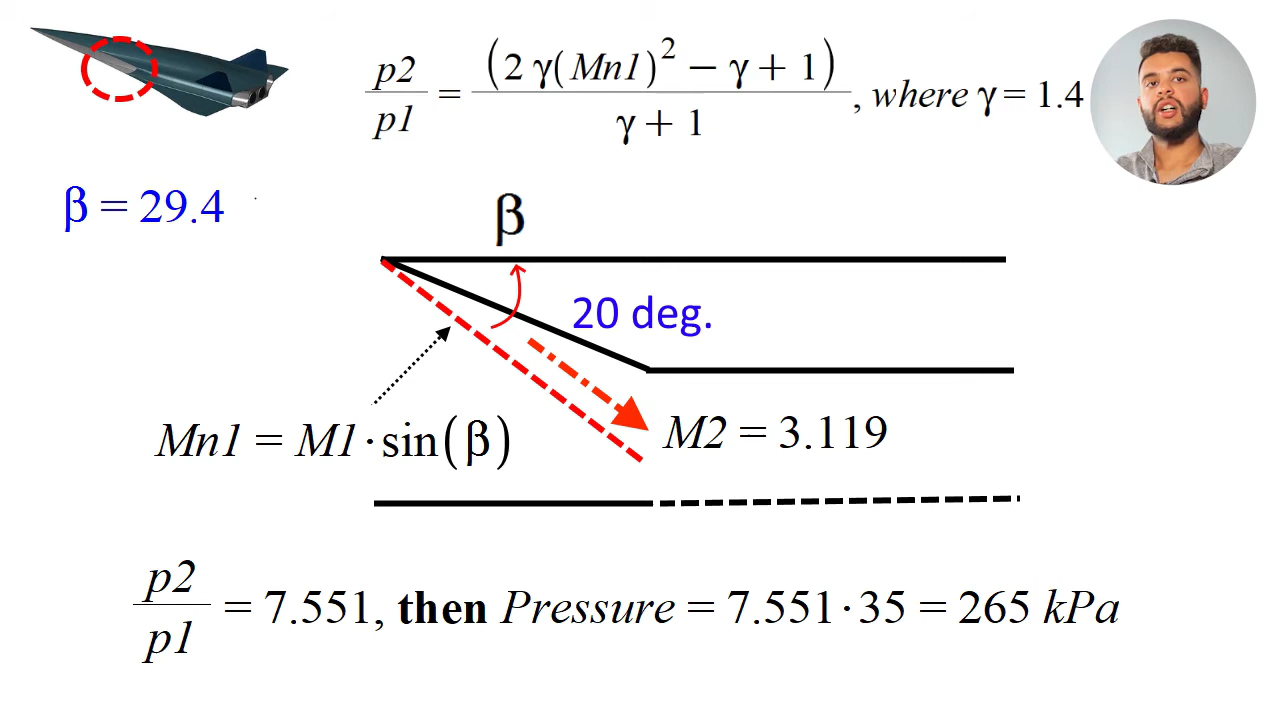 p2/p1 = (2 γ(Mn1)² − γ + 1)/(γ + 1), where γ = 1.4
β = 29.4
β
20 deg.
Mn1 = M1·sin(β)
M2 = 3.119
p2/p1 = 7.551, then Pressure = 7.551·35 = 265 kPa